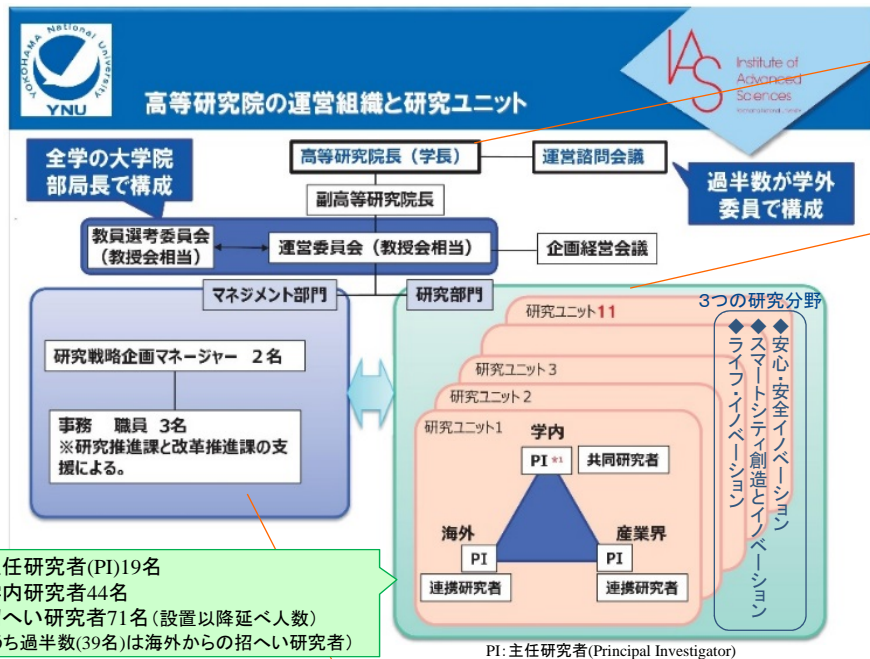 YOKOHAMA National University
YNU
高等研究院の運営組織と研究ユニット
IAS
Institute of
Advanced
Sciences
全学の大学院
部局長で構成
高等研究院長（学長）
運営諮問会議
過半数が学外
委員で構成
副高等研究院長
教員選考委員会
（教授会相当）
運営委員会（教授会相当）
企画経営会議
マネジメント部門
研究部門
3つの研究分野
◆安心・安全イノベーション
◆スマートシティ創造とイノベーション
◆ライフ・イノベーション
研究戦略企画マネージャー 2名
事務 職員 3名
※研究推進課と改革推進課の支
援による。
研究ユニット11
研究ユニット3
研究ユニット2
研究ユニット1
学内
PI *1
共同研究者
海外
PI
連携研究者
産業界
PI
連携研究者
任研究者(PI)19名
内研究者44名
へい研究者71名（設置以降延べ人数）
ち過半数(39名)は海外からの招へい研究者）
PI：主任研究者(Principal Investigator)